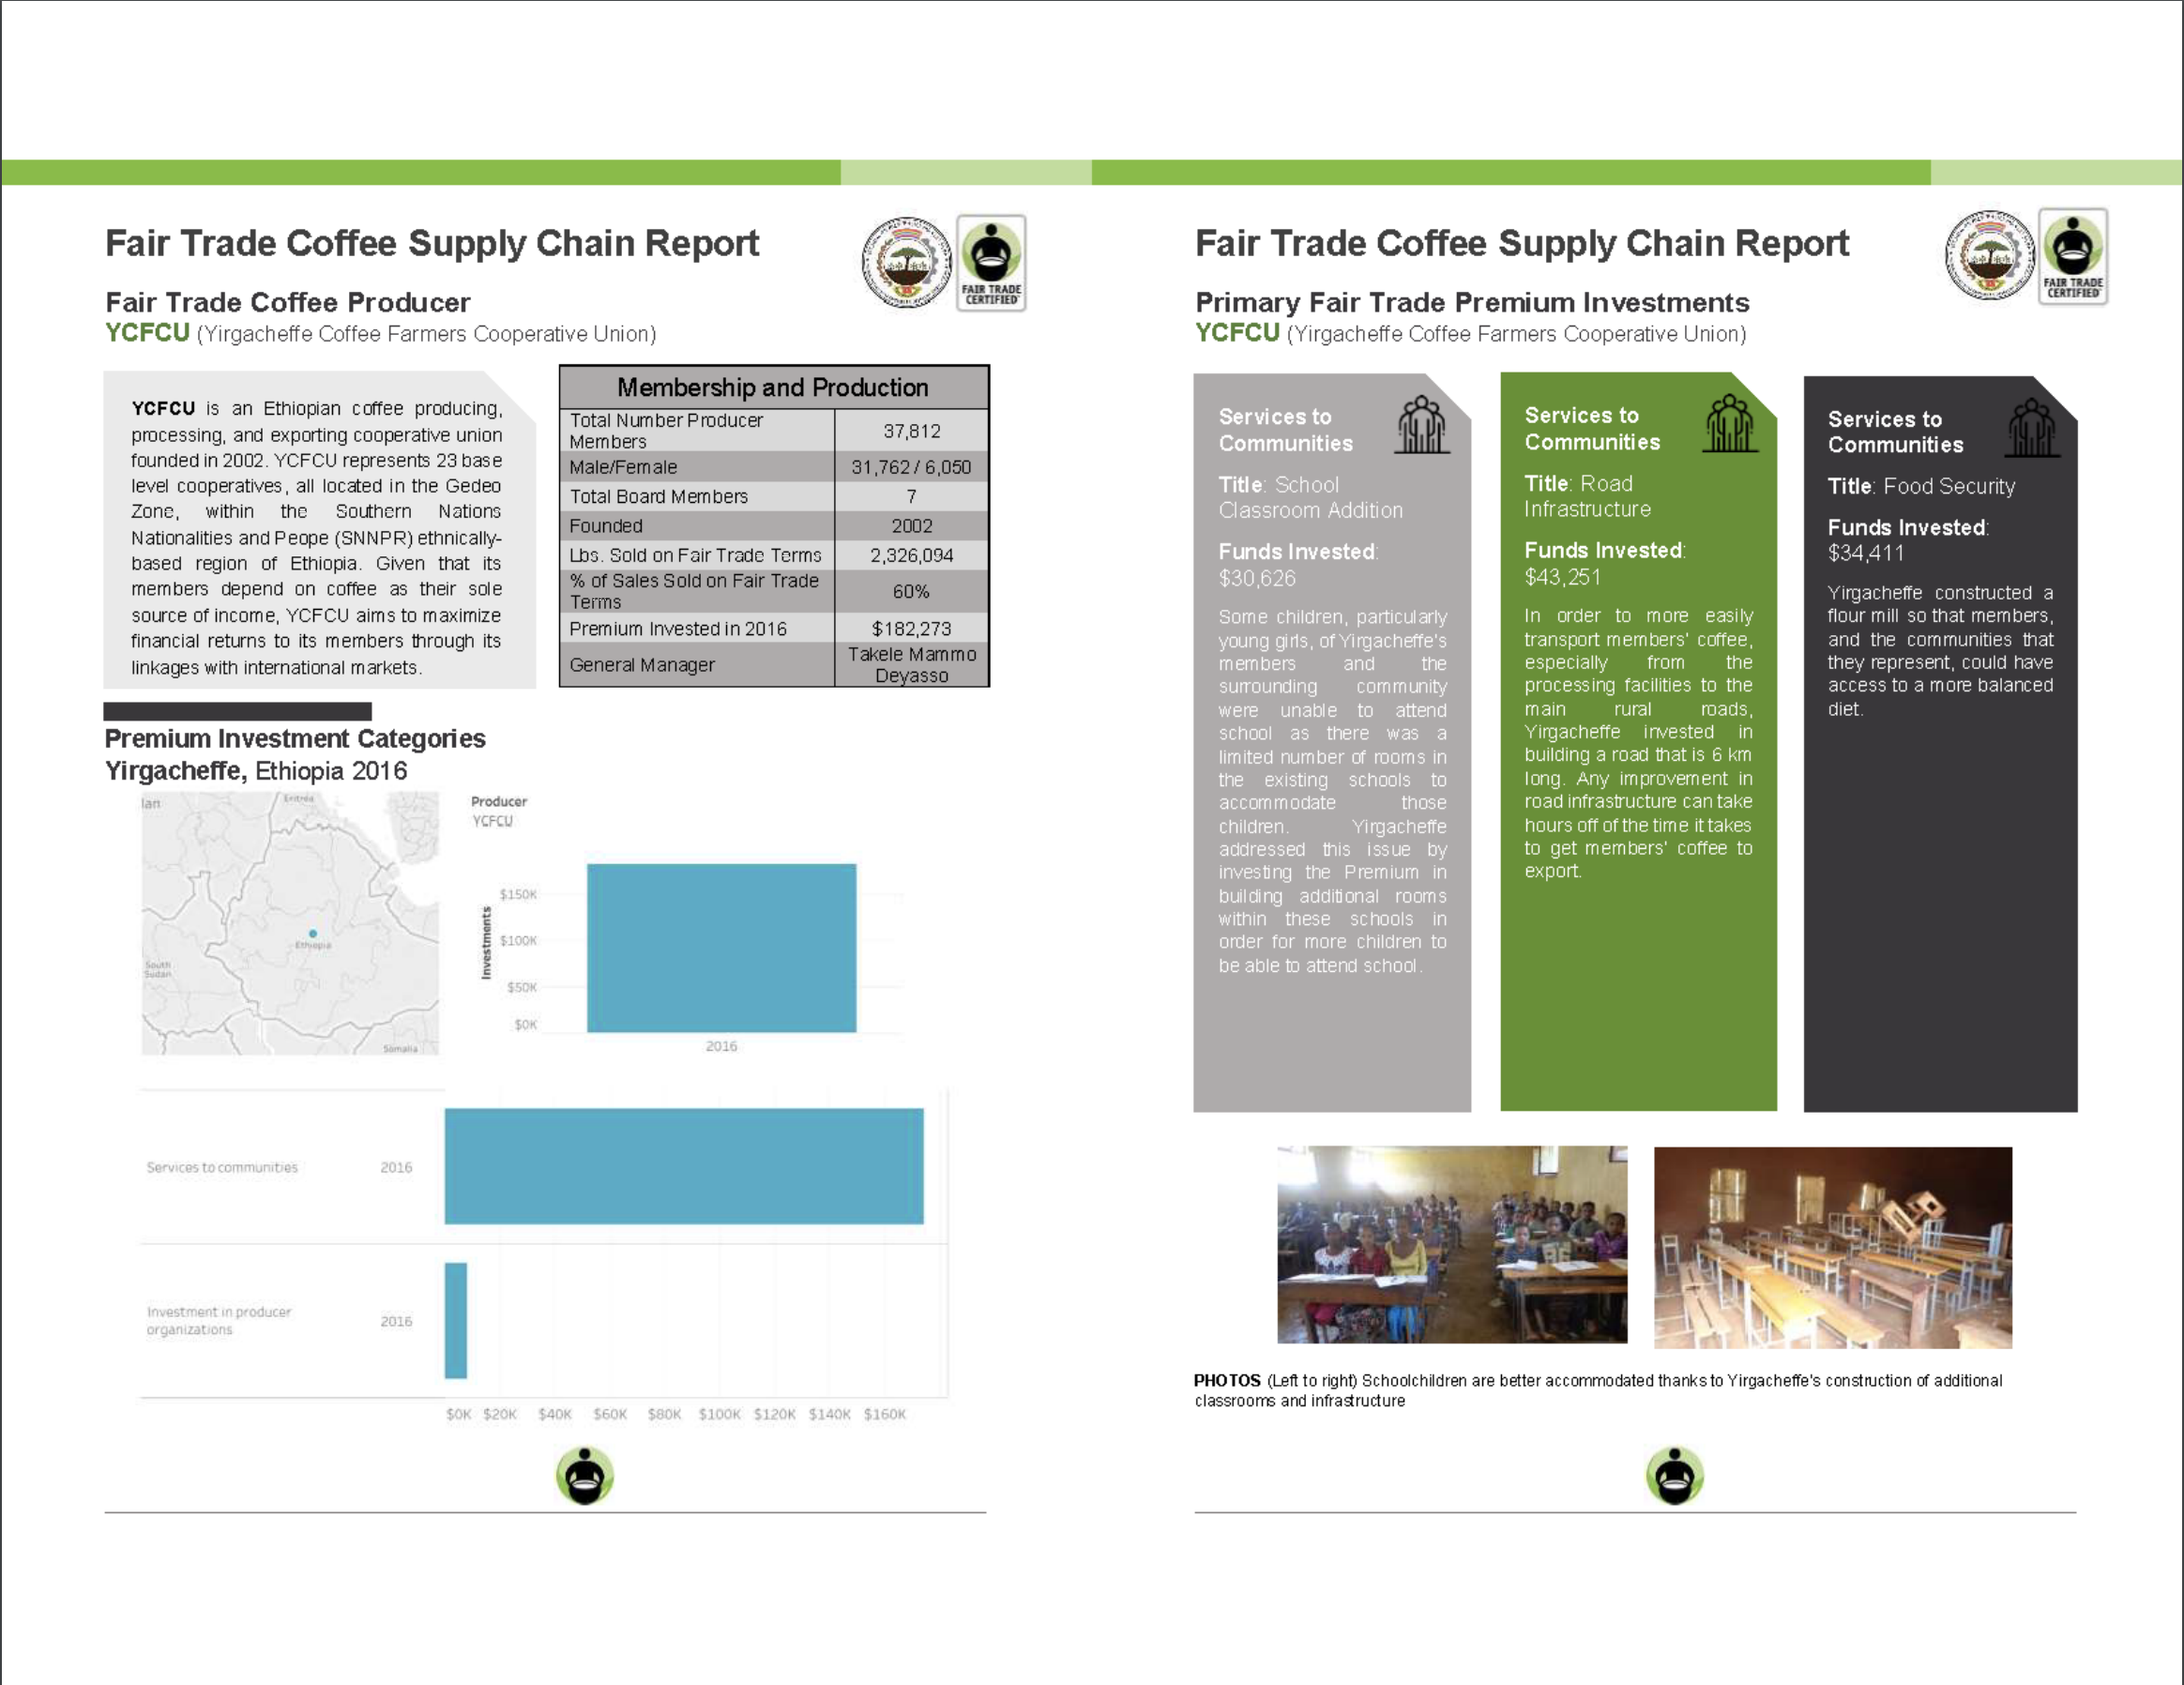 Fair Trade Coffee Supply Chain Report
FAIR TRADE
CERTIFIED
Fair Trade Coffee Producer
YCFCU (Yirgacheffe Coffee Farmers Cooperative Union)
YCFCU is an Ethiopian coffee producing,
processing, and exporting cooperative union
founded in 2002. YCFCU represents 23 base
level cooperatives, all located in the Gedeo
Zone, within the Southern Nations
Nationalities and Peope (SNNPR) ethnically-
based region of Ethiopia. Given that its
members depend on coffee as their sole
source of income, YCFCU aims to maximize
financial returns to its members through its
linkages with international markets.
Membership and Production
Total Number Producer
Members
37,812
Male/Female 31,762 / 6,050
Total Board Members 7
Founded 2002
Lbs. Sold on Fair Trade Terms 2,326,094
% of Sales Sold on Fair Trade
Terms
60%
Premium Invested in 2016 $182,273
General Manager
Takele Mammo
Deyasso
Premium Investment Categories
Yirgacheffe, Ethiopia 2016
lan
Eritrea
Ethiopia
South
Sudan
Somalia
Producer
YCFCU
Investments
$150K
$100K
$50K
$0K
2016
Services to communities 2016
Investment in producer
organizations
2016
$0K $20K $40K $60K $80K $100K $120K $140K $160K
Fair Trade Coffee Supply Chain Report
FAIR TRADE
CERTIFIED
Primary Fair Trade Premium Investments
YCFCU (Yirgacheffe Coffee Farmers Cooperative Union)
Services to
Communities
Title: School
Classroom Addition
Funds Invested:
$30,626
Some children, particularly
young girls, of Yirgacheffe's
members and the
surrounding community
were unable to attend
school as there was a
limited number of rooms in
the existing schools to
accommodate those
children. Yirgacheffe
addressed this issue by
investing the Premium in
building additional rooms
within these schools in
order for more children to
be able to attend school.
Services to
Communities
Title: Road
Infrastructure
Funds Invested:
$43,251
In order to more easily
transport members' coffee,
especially from the
processing facilities to the
main rural roads,
Yirgacheffe invested in
building a road that is 6 km
long. Any improvement in
road infrastructure can take
hours off of the time it takes
to get members' coffee to
export.
Services to
Communities
Title: Food Security
Funds Invested:
$34,411
Yirgacheffe constructed a
flour mill so that members,
and the communities that
they represent, could have
access to a more balanced
diet.
PHOTOS (Left to right) Schoolchildren are better accommodated thanks to Yirgacheffe's construction of additional
classrooms and infrastructure